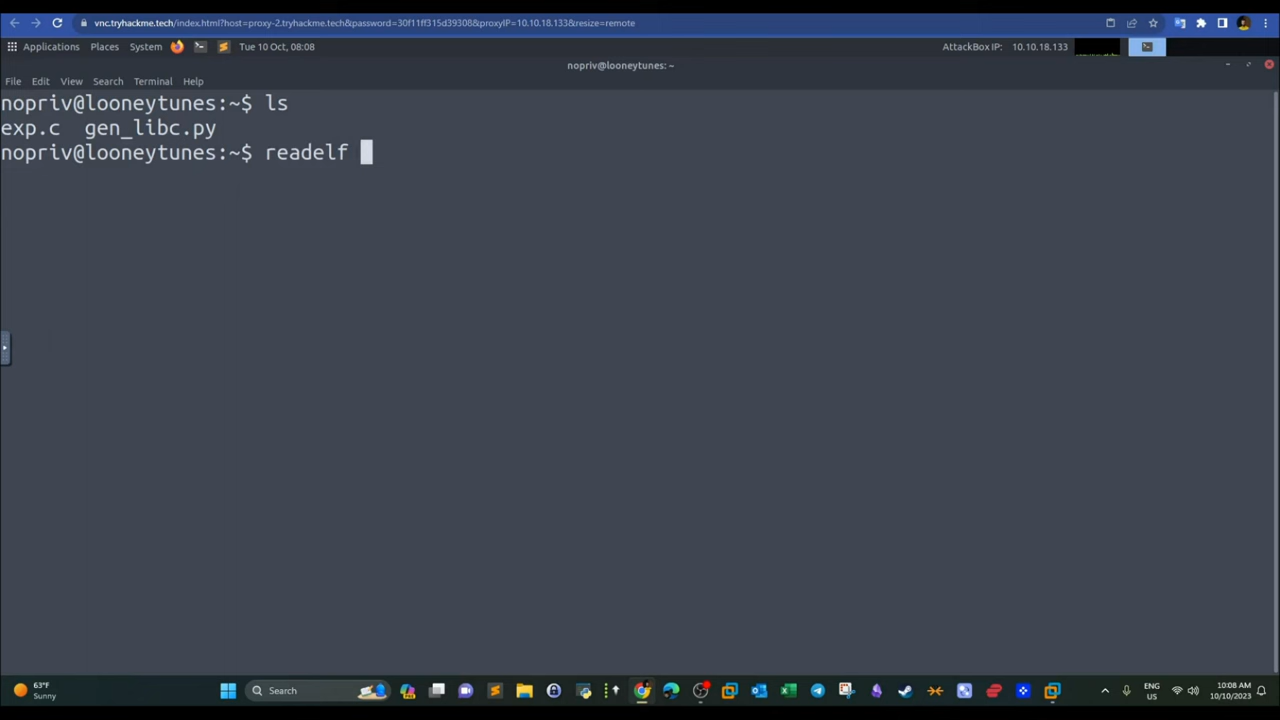 vnc.tryhackme.tech/index.html?host=proxy-2.tryhackme.tech&password=30f11ff315d39308&proxyIP=10.10.18.133&resize=remote
Applications Places System Tue 10 Oct, 08:08 AttackBox IP: 10.10.18.133
nopriv@looneytunes: ~
File Edit View Search Terminal Help
nopriv@looneytunes:~$ ls
exp.c gen_libc.py
nopriv@looneytunes:~$ readelf
63°F
Sunny
Search
ENG
US
10:08 AM
10/10/2023